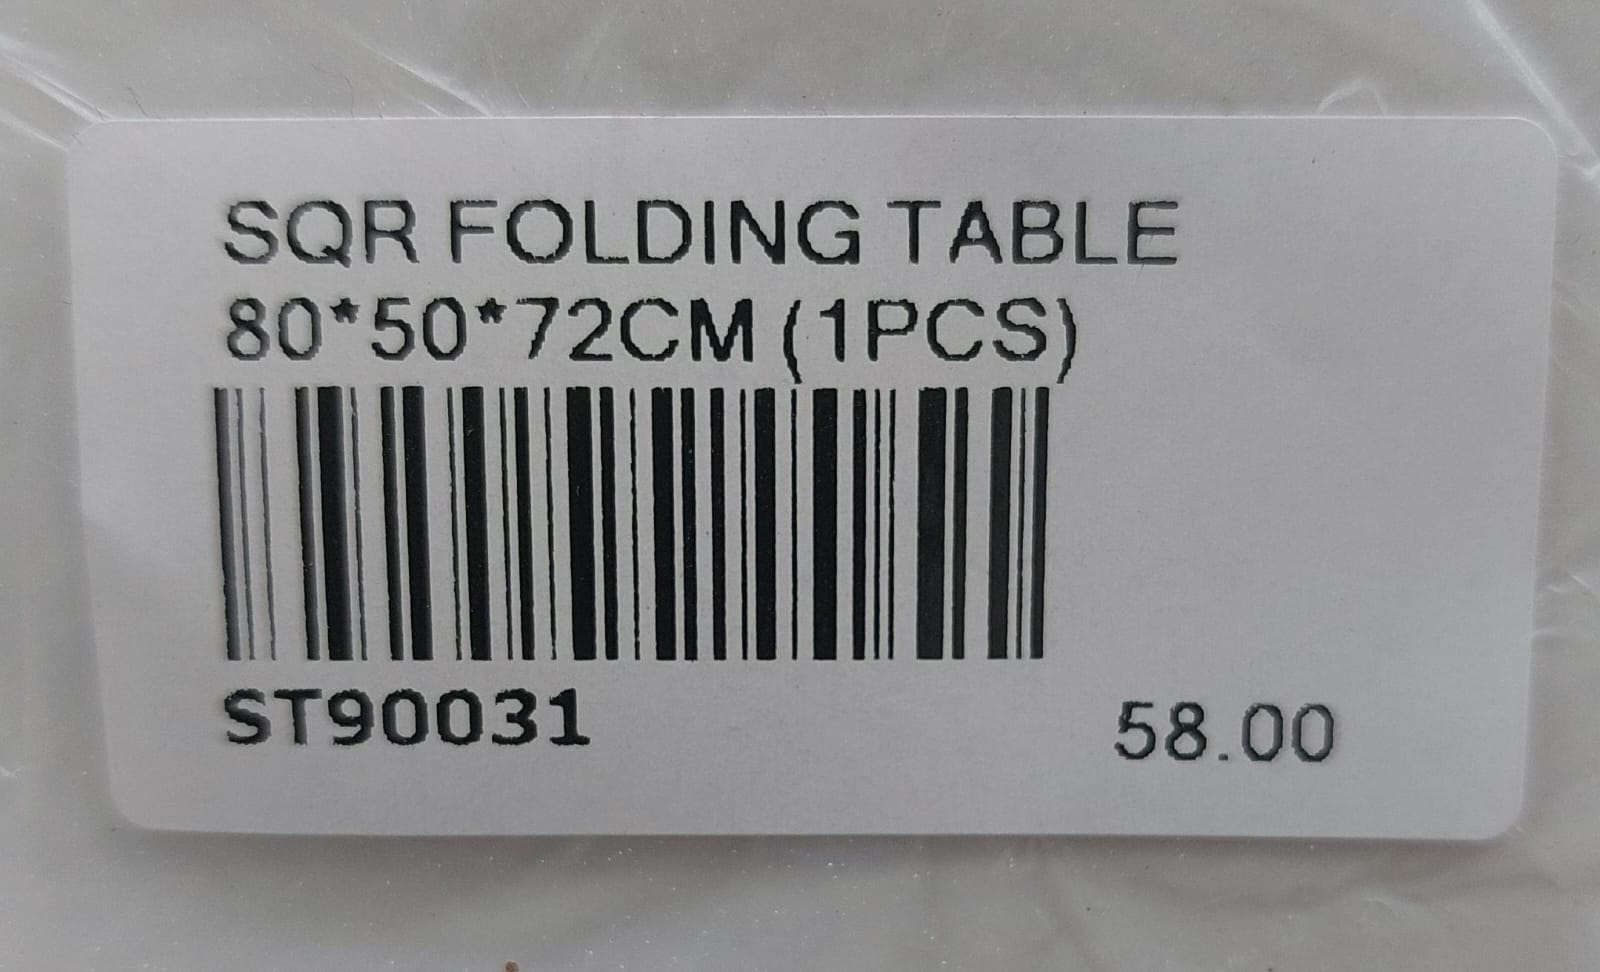 SQR FOLDING TABLE
80*50*72CM (1PCS)
ST90031
58.00